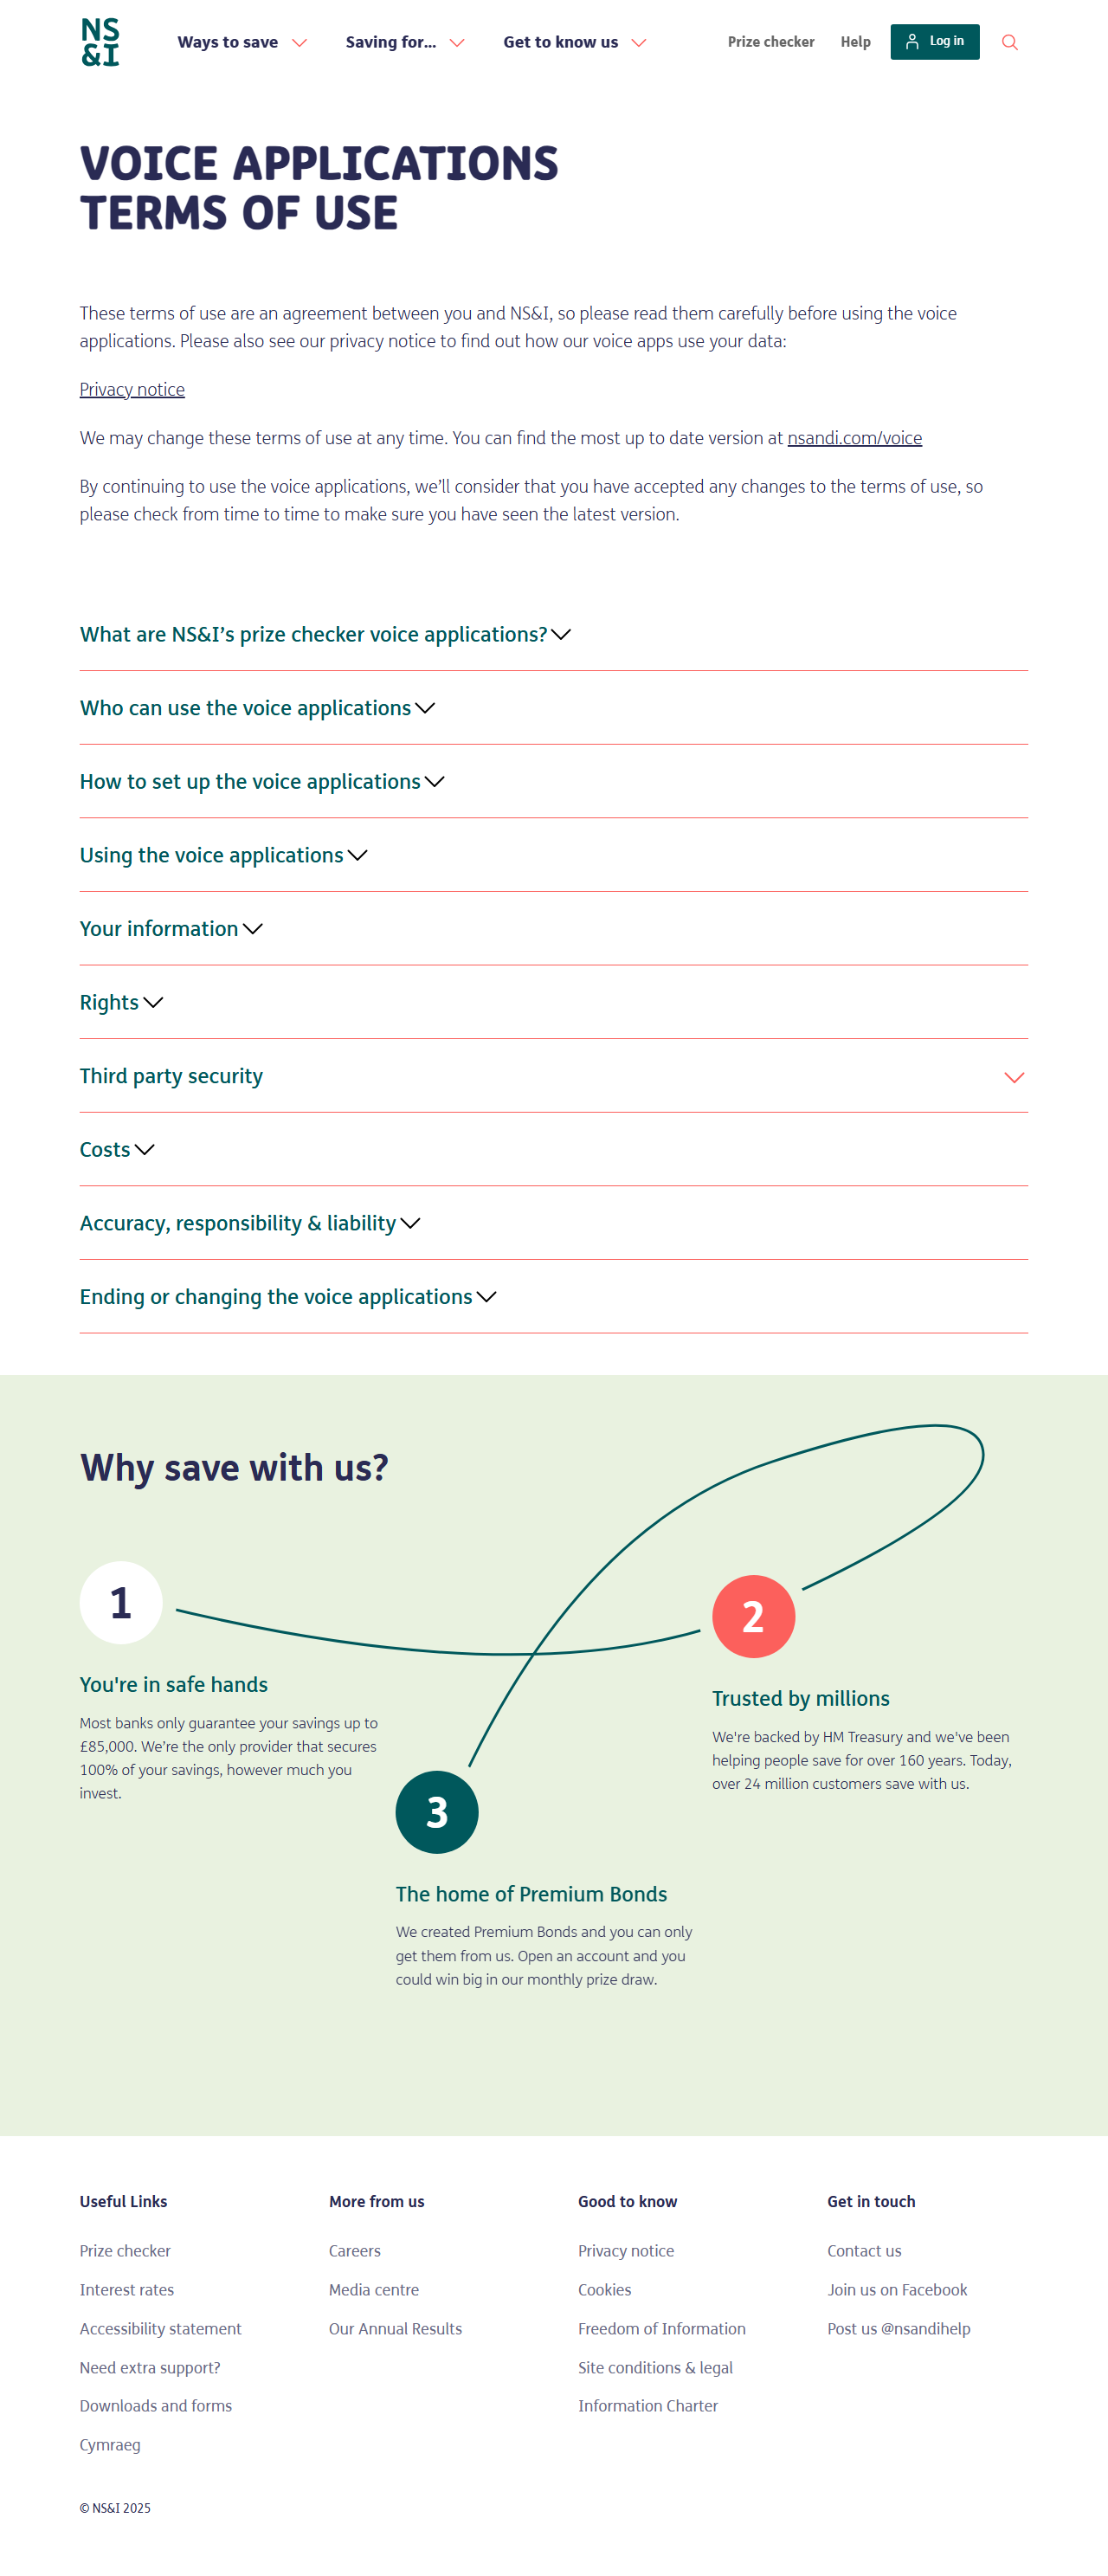 NS
&I
Ways to save
Saving for...
Get to know us
Prize checker
Help
Log in
VOICE APPLICATIONS
TERMS OF USE
These terms of use are an agreement between you and NS&I, so please read them carefully before using the voice
applications. Please also see our privacy notice to find out how our voice apps use your data:
Privacy notice
We may change these terms of use at any time. You can find the most up to date version at nsandi.com/voice
By continuing to use the voice applications, we’ll consider that you have accepted any changes to the terms of use, so
please check from time to time to make sure you have seen the latest version.
What are NS&I’s prize checker voice applications?
Who can use the voice applications
How to set up the voice applications
Using the voice applications
Your information
Rights
Third party security
Costs
Accuracy, responsibility & liability
Ending or changing the voice applications
Why save with us?
1
You're in safe hands
Most banks only guarantee your savings up to
£85,000. We’re the only provider that secures
100% of your savings, however much you
invest.
2
Trusted by millions
We're backed by HM Treasury and we've been
helping people save for over 160 years. Today,
over 24 million customers save with us.
3
The home of Premium Bonds
We created Premium Bonds and you can only
get them from us. Open an account and you
could win big in our monthly prize draw.
Useful Links
Prize checker
Interest rates
Accessibility statement
Need extra support?
Downloads and forms
Cymraeg
More from us
Careers
Media centre
Our Annual Results
Good to know
Privacy notice
Cookies
Freedom of Information
Site conditions & legal
Information Charter
Get in touch
Contact us
Join us on Facebook
Post us @nsandihelp
© NS&I 2025